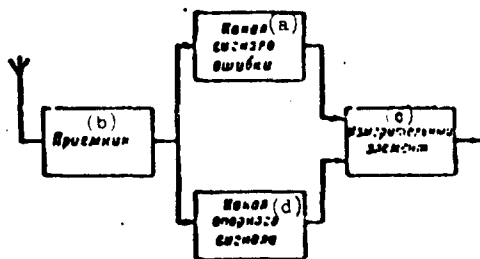 (a)
Канал
сигнала
ошибки
(b)
Приемник
(c)
Измерительный
элемент
(d)
Канал
опорного
сигнала